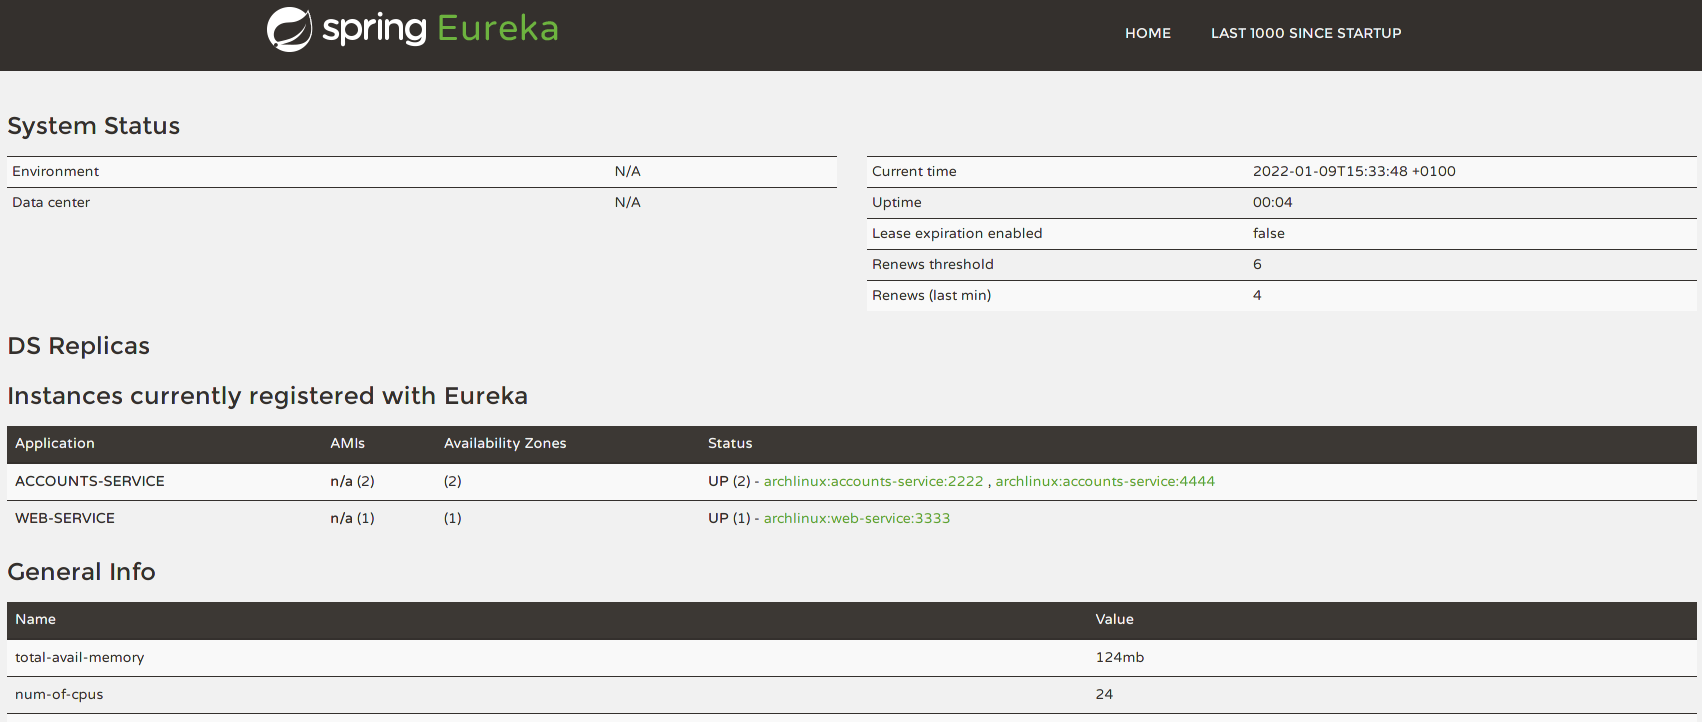 spring Eureka
HOME LAST 1000 SINCE STARTUP
System Status
Environment N/A
Data center N/A
Current time 2022-01-09T15:33:48 +0100
Uptime 00:04
Lease expiration enabled false
Renews threshold 6
Renews (last min) 4
DS Replicas
Instances currently registered with Eureka
Application AMIs Availability Zones Status
ACCOUNTS-SERVICE n/a (2) (2) UP (2) - archlinux:accounts-service:2222 , archlinux:accounts-service:4444
WEB-SERVICE n/a (1) (1) UP (1) - archlinux:web-service:3333
General Info
Name Value
total-avail-memory 124mb
num-of-cpus 24